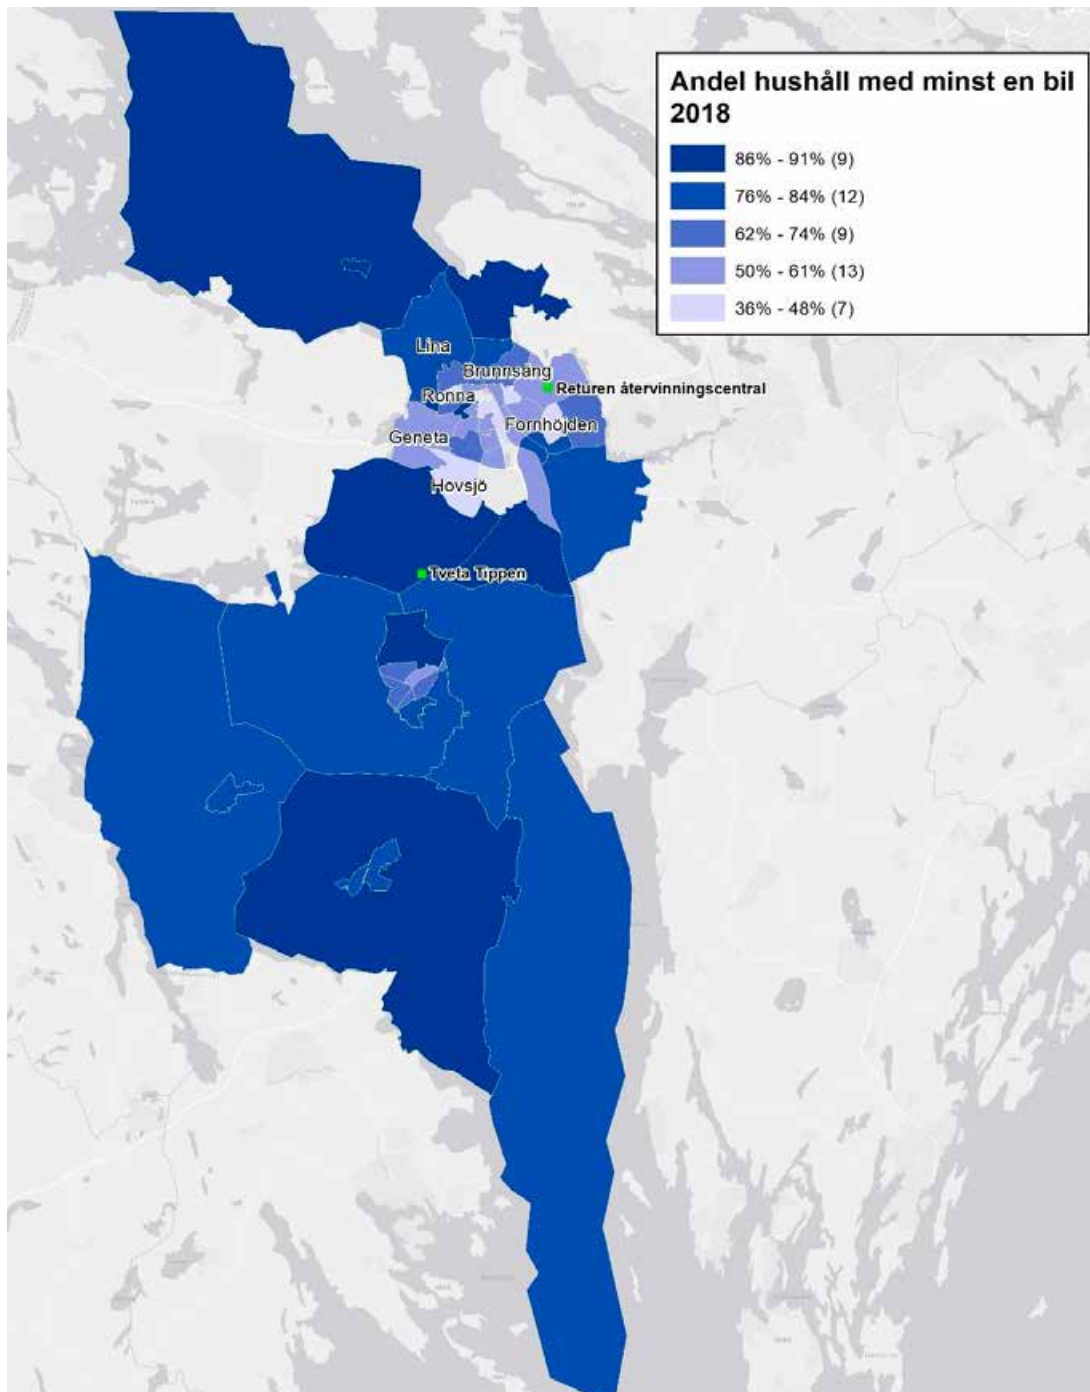 Andel hushåll med minst en bil
2018
86% - 91% (9)
76% - 84% (12)
62% - 74% (9)
50% - 61% (13)
36% - 48% (7)
Lina
Brunnsäng
Returen återvinningscentral
Ronna
Fornhöjden
Geneta
Hovsjö
Tveta Tippen